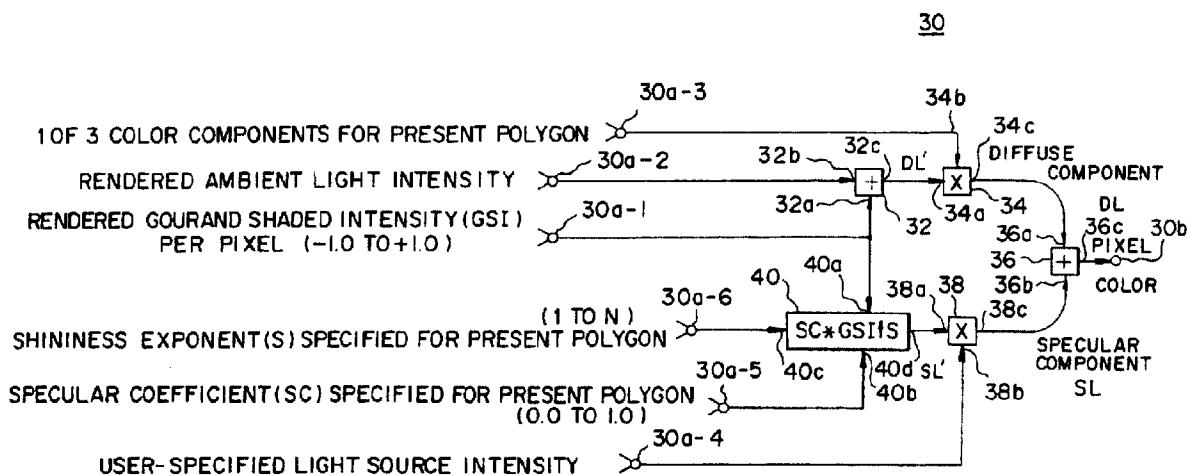 30
30a-3
34b
1 OF 3 COLOR COMPONENTS FOR PRESENT POLYGON
34c
32c
30a-2
32b
DL'
DIFFUSE
COMPONENT
RENDERED AMBIENT LIGHT INTENSITY
+
X
32a
32
34a
34
DL
RENDERED GOURAND SHADED INTENSITY (GSI)
PER PIXEL (-1.0 TO +1.0)
30a-1
36a
36c
PIXEL
30b
36
+
COLOR
36b
40
40a
38a
38
30a-6
(1 TO N)
SHININESS EXPONENT(S) SPECIFIED FOR PRESENT POLYGON
SC*GSI↑S
X
38c
40c
40d
SL'
40b
38b
SPECULAR
COMPONENT
SL
30a-5
SPECULAR COEFFICIENT (SC) SPECIFIED FOR PRESENT POLYGON
(0.0 TO 1.0)
30a-4
USER-SPECIFIED LIGHT SOURCE INTENSITY